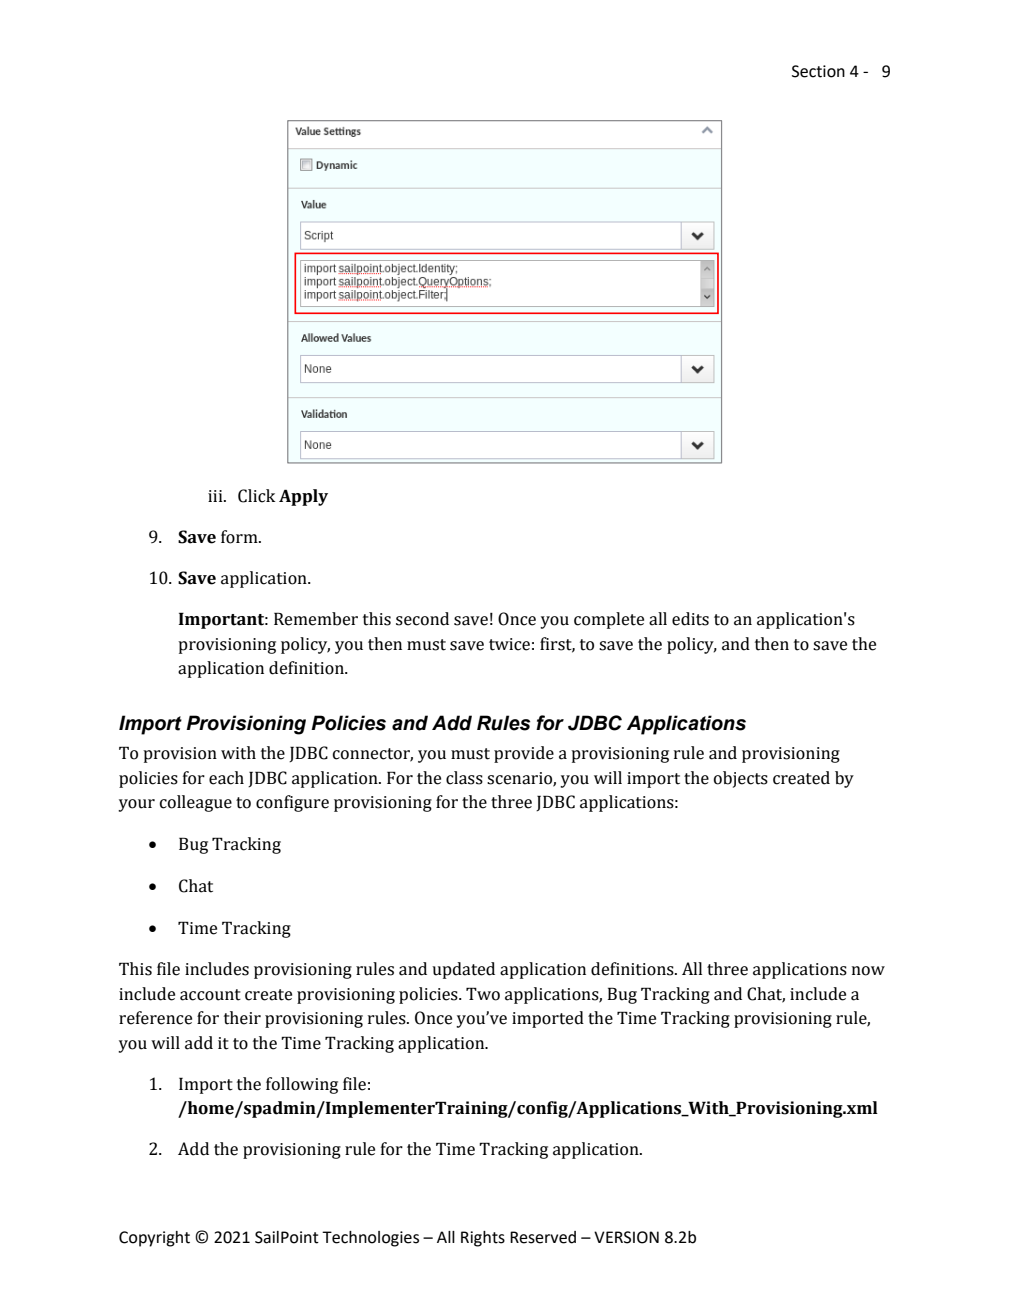 Section 4 - 9
Value Settings
Dynamic
Value
Script
import sailpoint.object.Identity;
import sailpoint.object.QueryOptions;
import sailpoint.object.Filter;
Allowed Values
None
Validation
None
iii. Click Apply
9. Save form.
10. Save application.
Important: Remember this second save! Once you complete all edits to an application's
provisioning policy, you then must save twice: first, to save the policy, and then to save the
application definition.
Import Provisioning Policies and Add Rules for JDBC Applications
To provision with the JDBC connector, you must provide a provisioning rule and provisioning
policies for each JDBC application. For the class scenario, you will import the objects created by
your colleague to configure provisioning for the three JDBC applications:
• Bug Tracking
• Chat
• Time Tracking
This file includes provisioning rules and updated application definitions. All three applications now
include account create provisioning policies. Two applications, Bug Tracking and Chat, include a
reference for their provisioning rules. Once you’ve imported the Time Tracking provisioning rule,
you will add it to the Time Tracking application.
1. Import the following file:
/home/spadmin/ImplementerTraining/config/Applications_With_Provisioning.xml
2. Add the provisioning rule for the Time Tracking application.
Copyright © 2021 SailPoint Technologies – All Rights Reserved – VERSION 8.2b